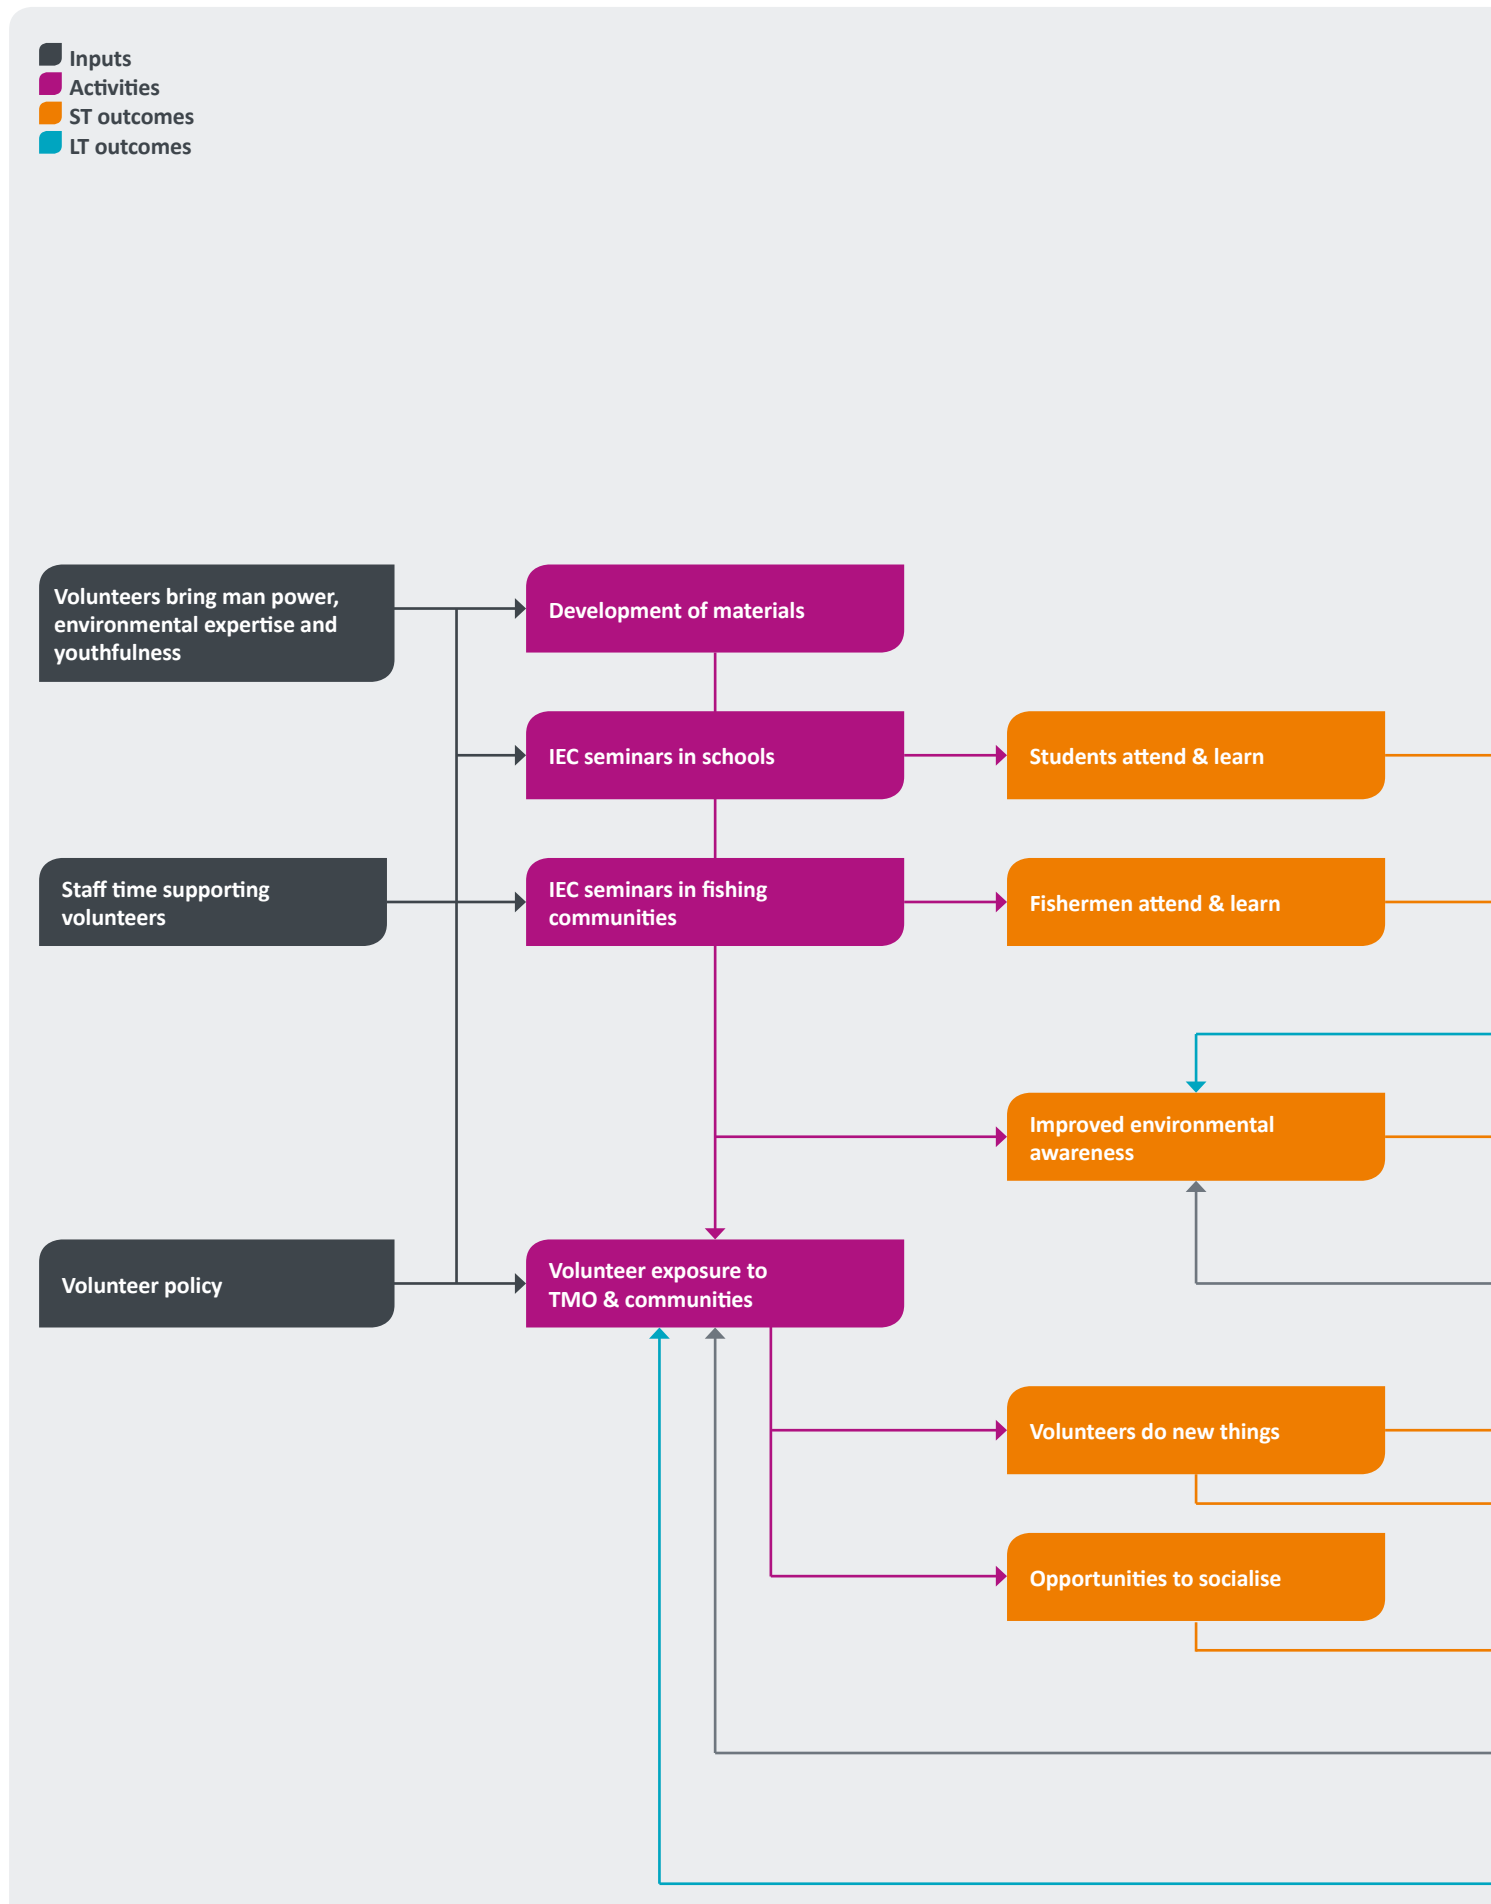 Inputs
Activities
ST outcomes
LT outcomes
Volunteers bring man power,
environmental expertise and
youthfulness
Development of materials
IEC seminars in schools
Students attend & learn
Staff time supporting
volunteers
IEC seminars in fishing
communities
Fishermen attend & learn
Improved environmental
awareness
Volunteer policy
Volunteer exposure to
TMO & communities
Volunteers do new things
Opportunities to socialise